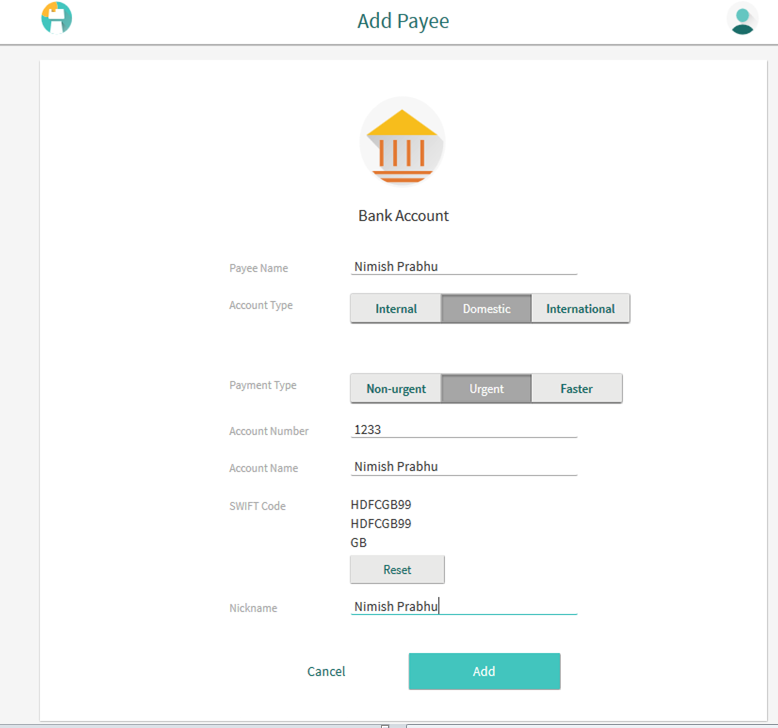 Add Payee
Bank Account
Payee Name Nimish Prabhu
Account Type Internal Domestic International
Payment Type Non-urgent Urgent Faster
Account Number 1233
Account Name Nimish Prabhu
SWIFT Code HDFCGB99
HDFCGB99
GB
Reset
Nickname Nimish Prabhu
Cancel Add